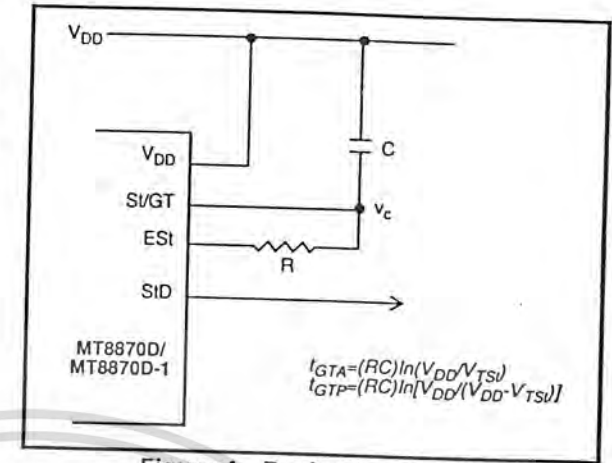 VDD
VDD
C
St/GT
vc
ESt
R
StD
MT8870D/
MT8870D-1
tGTA=(RC)ln(VDD/VTSt)
tGTP=(RC)ln[VDD/(VDD-VTSt)]